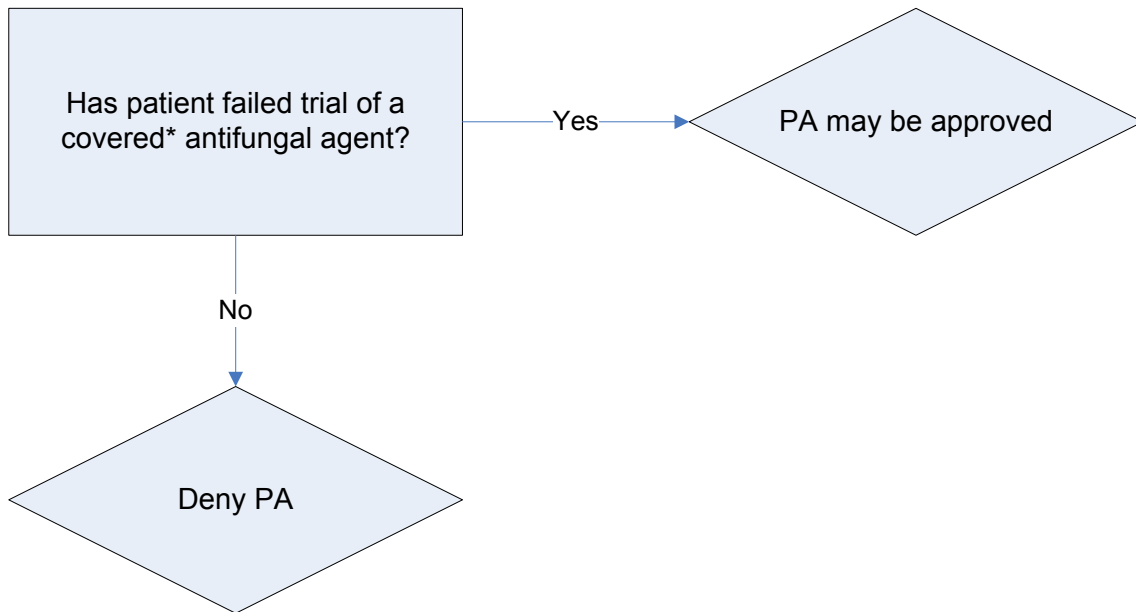 Has patient failed trial of a
covered* antifungal agent?
Yes
PA may be approved
No
Deny PA